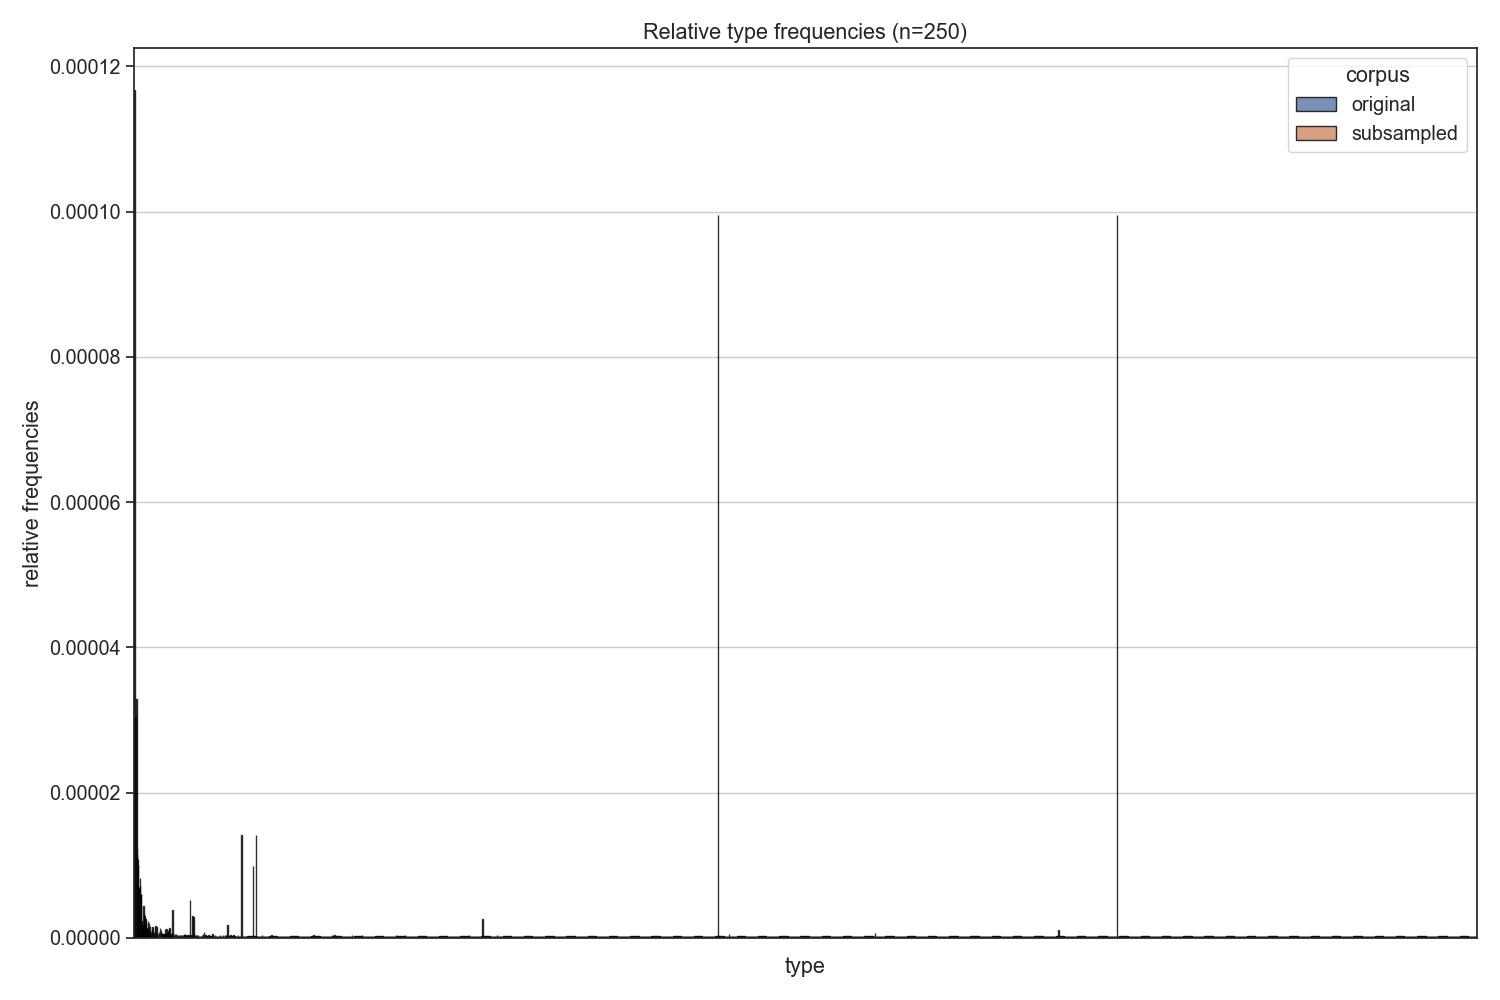 Relative type frequencies (n=250)
corpus
original
subsampled
0.00012
0.00010
0.00008
0.00006
0.00004
0.00002
0.00000
relative frequencies
type